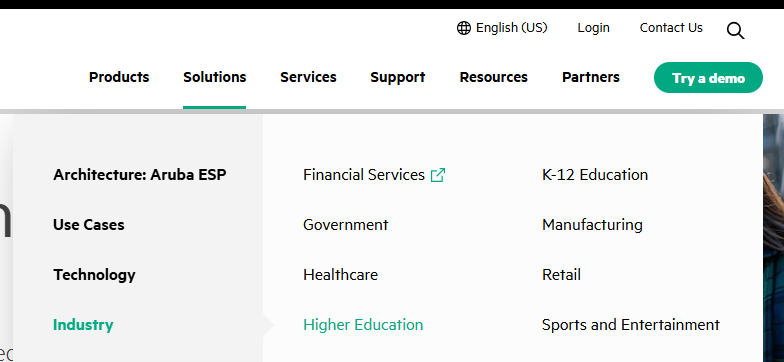 English (US) Login Contact Us
Products Solutions Services Support Resources Partners Try a demo
Architecture: Aruba ESP Financial Services K-12 Education
Use Cases Government Manufacturing
Technology Healthcare Retail
Industry Higher Education Sports and Entertainment